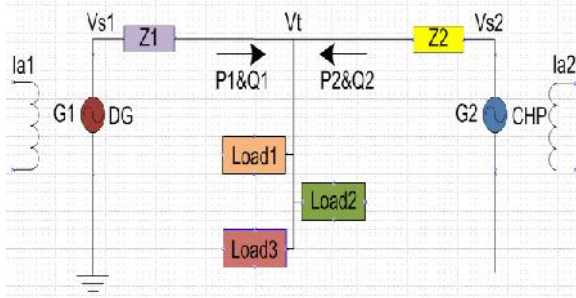 Vs1
Z1
Vt
Z2
Vs2
Ia1
P1&Q1
P2&Q2
Ia2
G1
DG
G2
CHP
Load1
Load2
Load3